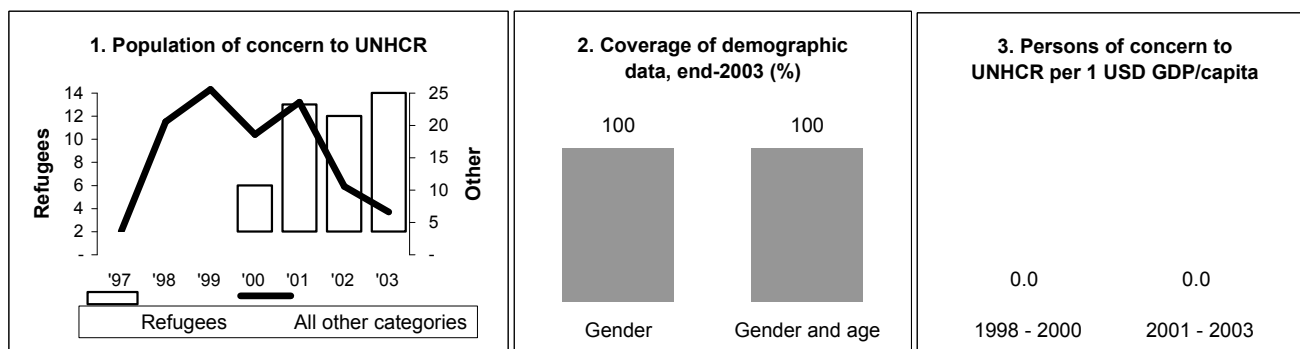 1. Population of concern to UNHCR
14
12
10
8
6
4
2
-
Refugees
25
20
15
10
5
-
Other
'97 '98 '99 '00 '01 '02 '03
Refugees All other categories
2. Coverage of demographic
data, end-2003 (%)
100 100
Gender Gender and age
3. Persons of concern to
UNHCR per 1 USD GDP/capita
0.0 0.0
1998 - 2000 2001 - 2003